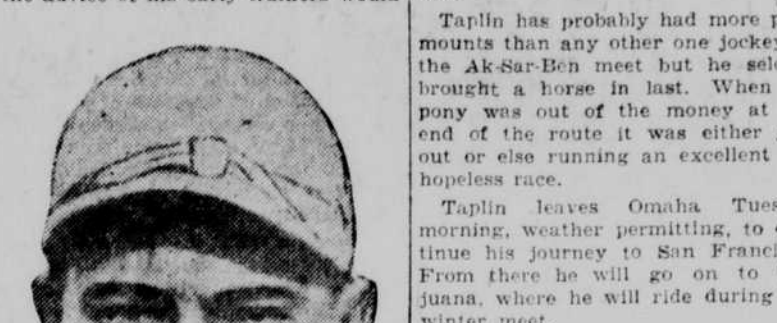 Taplin has probably had more
mounts than any other one jockey
the Ak-Sar-Ben meet but he
brought a horse in last. When
pony was out of the money at
end of the route it was either
out or else running an excellent
hopeless race.
Taplin leaves Omaha
morning, weather permitting, to
tinue his journey to San
From there he will go on to
juana, where he will ride during
winter meet